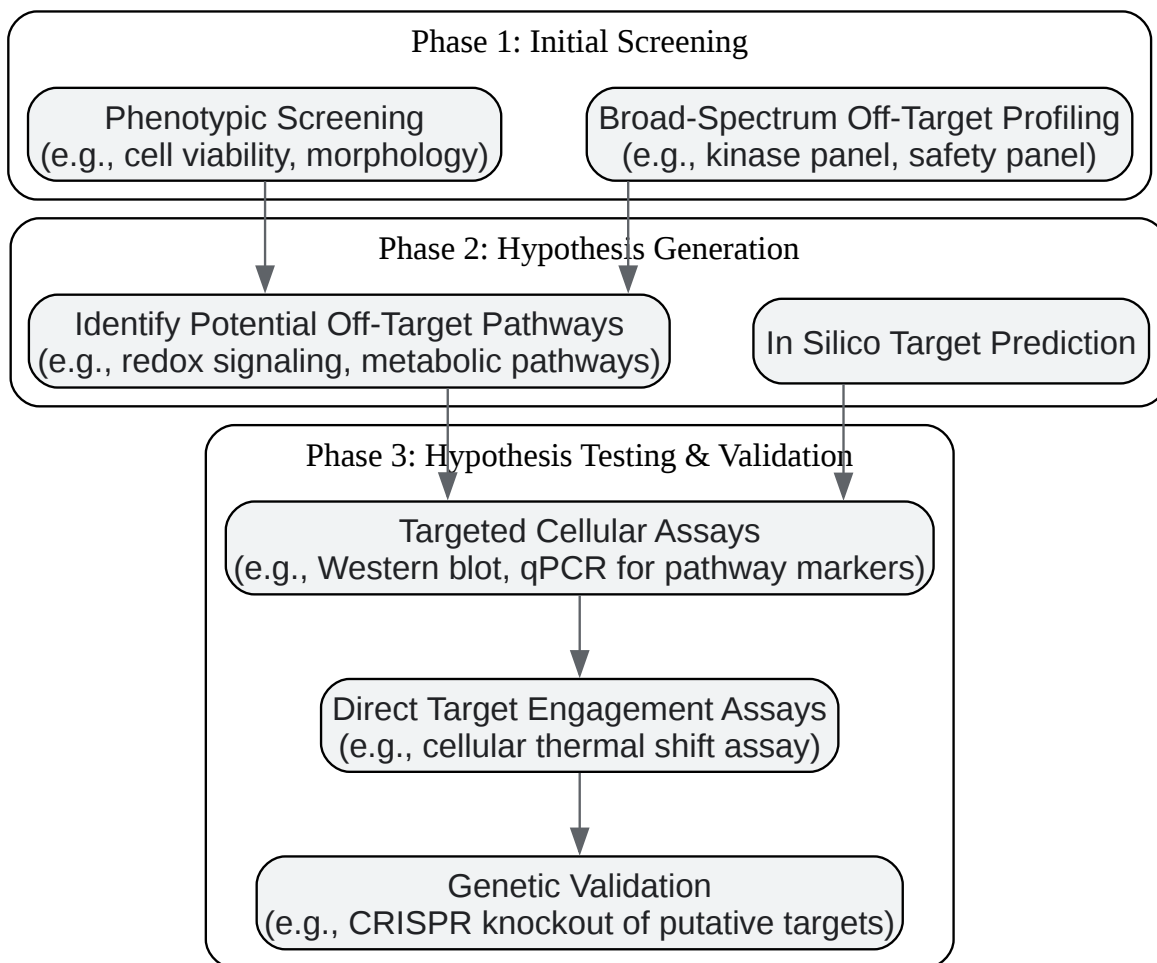 Phase 1: Initial Screening
Phenotypic Screening
(e.g., cell viability, morphology)
Broad-Spectrum Off-Target Profiling
(e.g., kinase panel, safety panel)
Phase 2: Hypothesis Generation
Identify Potential Off-Target Pathways
(e.g., redox signaling, metabolic pathways)
In Silico Target Prediction
Phase 3: Hypothesis Testing & Validation
Targeted Cellular Assays
(e.g., Western blot, qPCR for pathway markers)
Direct Target Engagement Assays
(e.g., cellular thermal shift assay)
Genetic Validation
(e.g., CRISPR knockout of putative targets)